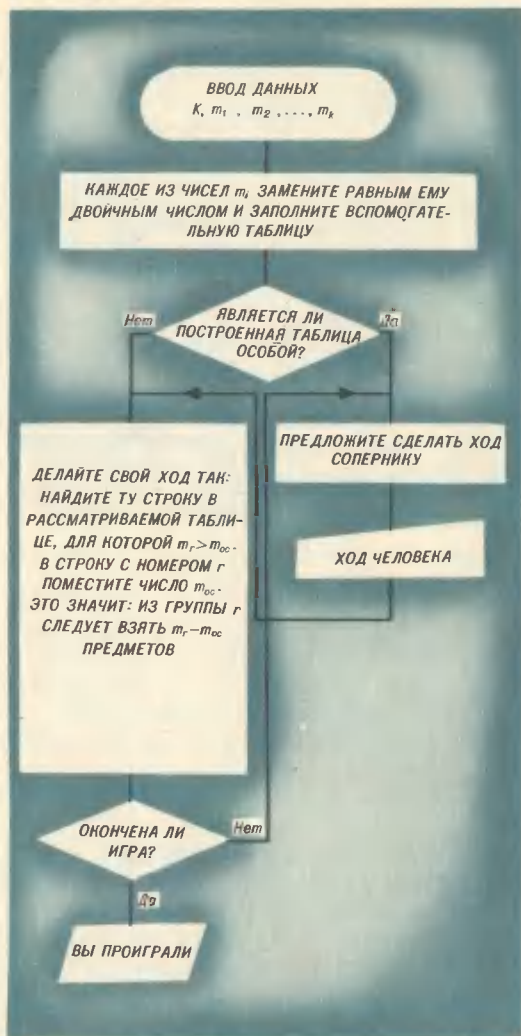 ВВОД ДАННЫХ
K, m₁ , m₂ ,..., mₖ
КАЖДОЕ ИЗ ЧИСЕЛ mᵢ ЗАМЕНИТЕ РАВНЫМ ЕМУ
ДВОИЧНЫМ ЧИСЛОМ И ЗАПОЛНИТЕ ВСПОМОГАТЕ-
ЛЬНУЮ ТАБЛИЦУ
Нет
ЯВЛЯЕТСЯ ЛИ
ПОСТРОЕННАЯ ТАБЛИЦА
ОСОБОЙ?
Да
ПРЕДЛОЖИТЕ СДЕЛАТЬ ХОД
СОПЕРНИКУ
ХОД ЧЕЛОВЕКА
ДЕЛАЙТЕ СВОЙ ХОД ТАК:
НАЙДИТЕ ТУ СТРОКУ В
РАССМАТРИВАЕМОЙ ТАБЛИ-
ЦЕ, ДЛЯ КОТОРОЙ mᵣ>m₀c.
В СТРОКУ С НОМЕРОМ r
ПОМЕСТИТЕ ЧИСЛО m₀c.
ЭТО ЗНАЧИТ: ИЗ ГРУППЫ r
СЛЕДУЕТ ВЗЯТЬ mᵣ–m₀c
ПРЕДМЕТОВ
ОКОНЧЕНА ЛИ
ИГРА?
Нет
Да
ВЫ ПРОИГРАЛИ